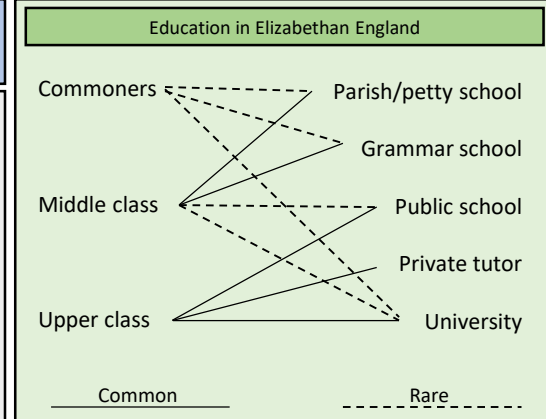 Education in Elizabethan England
Commoners
Parish/petty school
Grammar school
Middle class
Public school
Private tutor
Upper class
University
Common
Rare